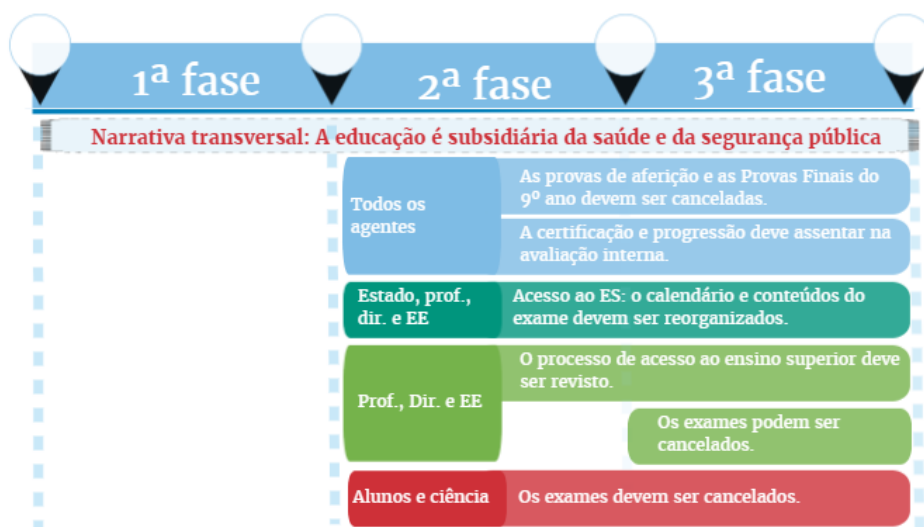 1ª fase
2ª fase
3ª fase
Narrativa transversal: A educação é subsidiária da saúde e da segurança pública
Todos os
agentes
As provas de aferição e as Provas Finais do
9º ano devem ser canceladas.
A certificação e progressão deve assentar na
avaliação interna.
Estado, prof.,
dir. e EE
Acesso ao ES: o calendário e conteúdos do
exame devem ser reorganizados.
Prof., Dir. e EE
O processo de acesso ao ensino superior deve
ser revisto.
Os exames podem ser
cancelados.
Alunos e ciência
Os exames devem ser cancelados.